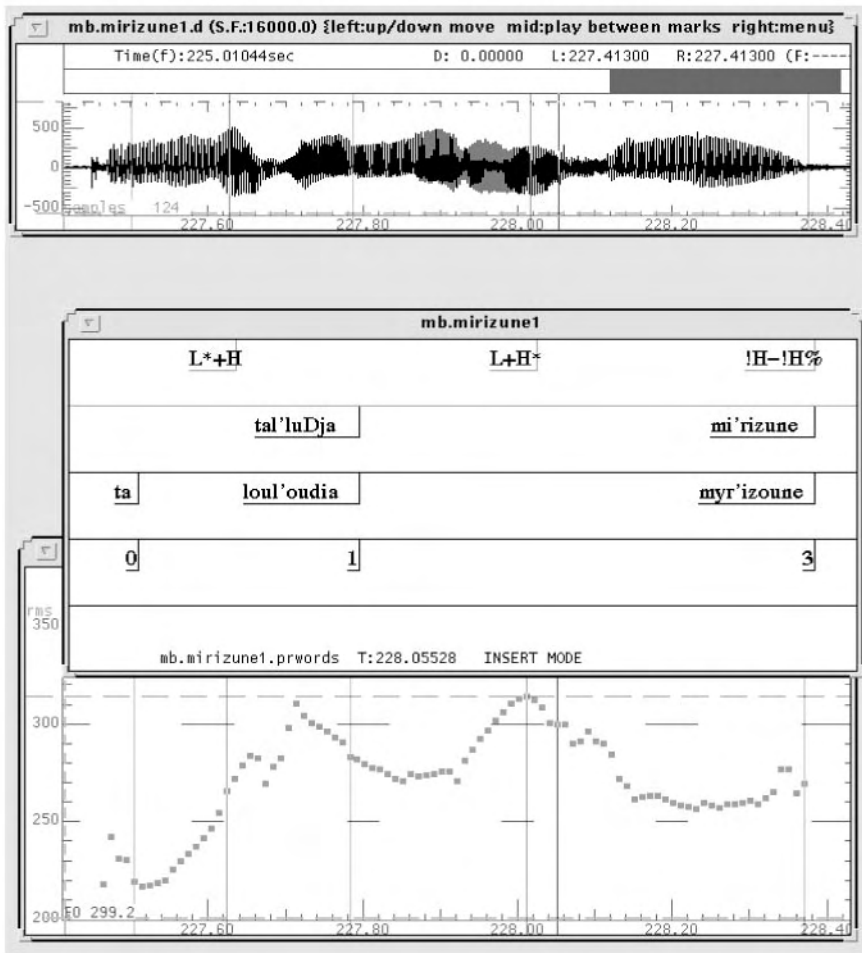 mb.mirizune1.d (S.F.:16000.0) {left:up/down move mid:play between marks right:menu}
Time(f):225.01044sec D: 0.00000 L:227.41300 R:227.41300 (F:-----
500
0
-500
samples 124
227.60 227.80 228.00 228.20 228.40
mb.mirizune1
L*+H L+H* !H-!H%
tal'luDja mi'rizune
ta loul'oudia myr'izoune
0 1 3
mb.mirizune1.prwords T:228.05528 INSERT MODE
rms
350
300
250
200
F0 299.2
227.60 227.80 228.00 228.20 228.40